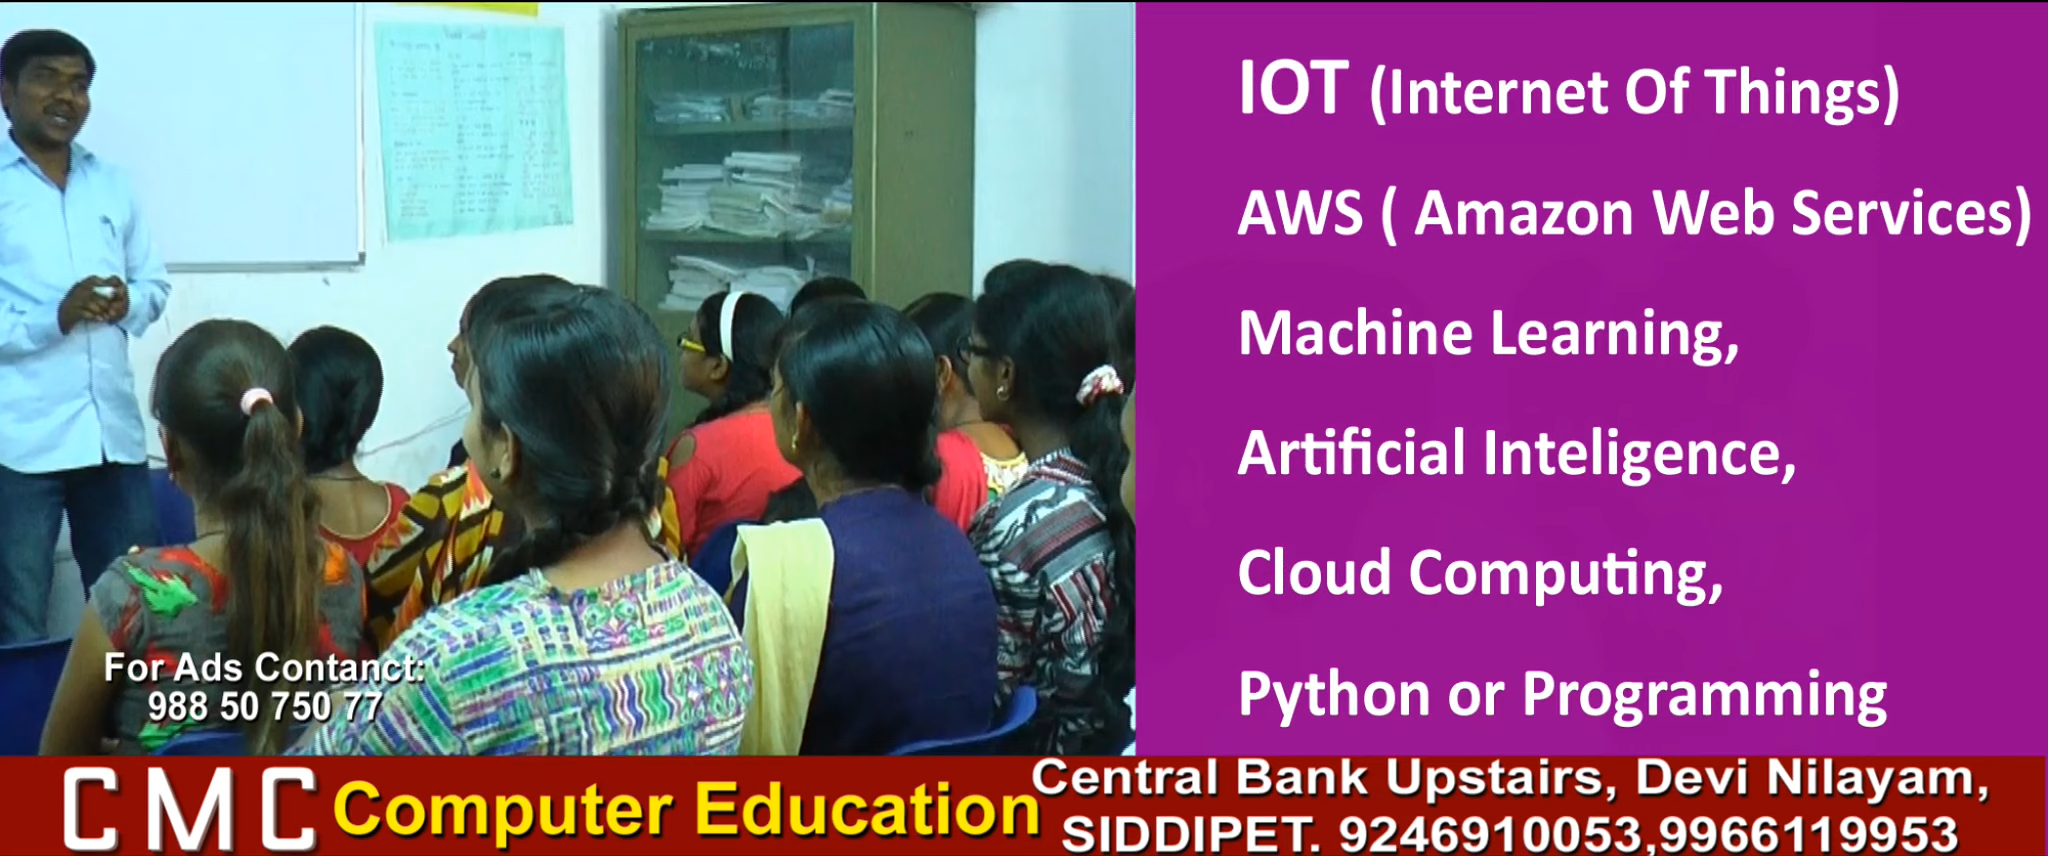 IOT (Internet Of Things)
AWS ( Amazon Web Services)
Machine Learning,
Artificial Inteligence,
Cloud Computing,
Python or Programming
For Ads Contanct:
988 50 750 77
CMC Computer Education
Central Bank Upstairs, Devi Nilayam,
SIDDIPET. 9246910053,9966119953